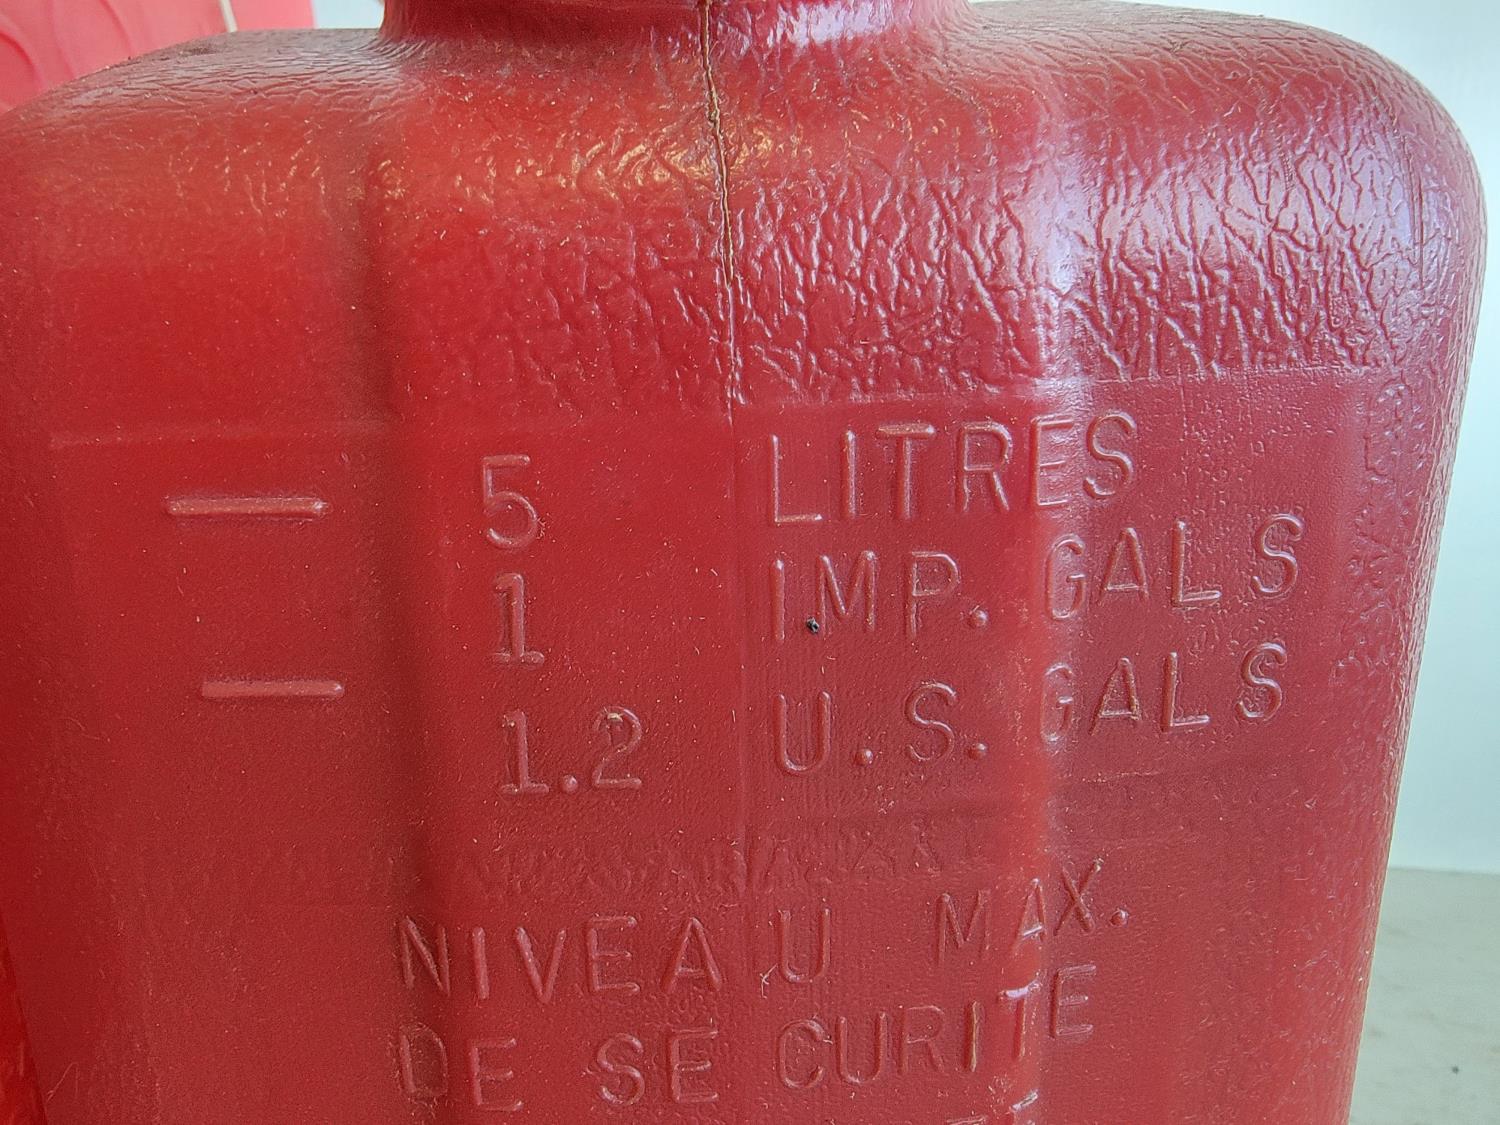 5 LITRES
1 IMP. GALS
1.2 U.S. GALS
NIVEAU MAX.
DE SECURITE